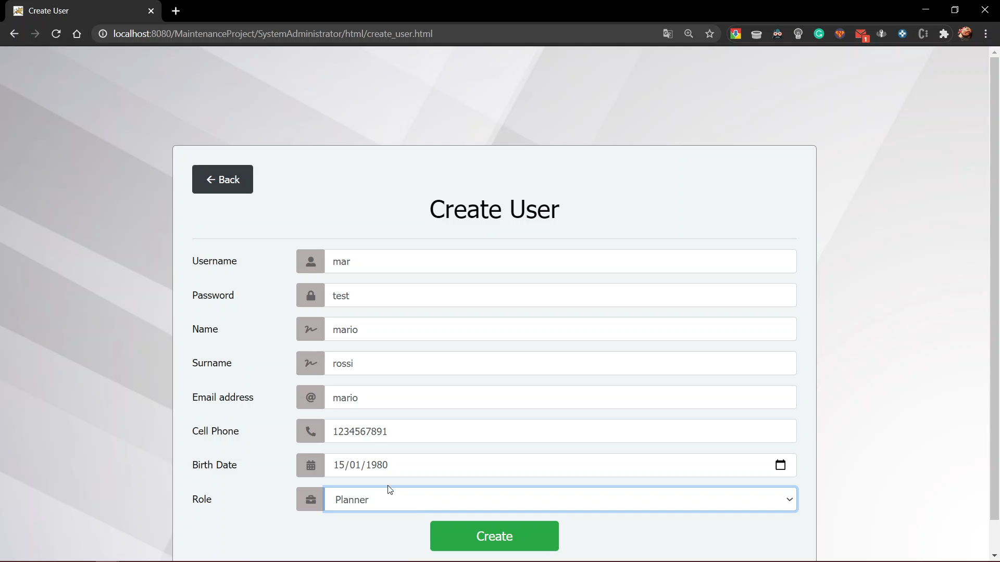 Create User
localhost:8080/MaintenanceProject/SystemAdministrator/html/create_user.html
1
← Back
Create User
Username
mar
Password
test
Name
mario
Surname
rossi
Email address
@ mario
Cell Phone
1234567891
Birth Date
15/01/1980
Role
Planner
Create